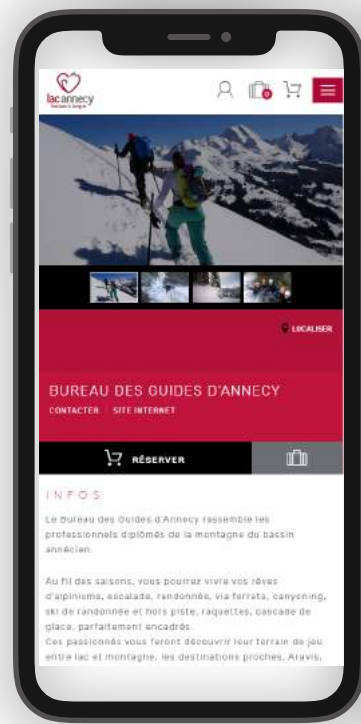 lacannecy
0
LOCALISER
BUREAU DES GUIDES D'ANNECY
CONTACTER | SITE INTERNET
RÉSERVER
INFOS
Le Bureau des Guides d'Annecy rassemble les
professionnels diplômés de la montagne du bassin
annécien.
Au fil des saisons, vous pourrez vivre vos rêves
d'alpinisme, escalade, randonnée, via ferrata, canyoning,
ski de randonnée et hors piste, raquettes, cascade de
glace, parfaitement encadrés.
Ces passionnés vous feront découvrir leur terrain de jeu
entre lac et montagne, les destinations proches, Aravis,